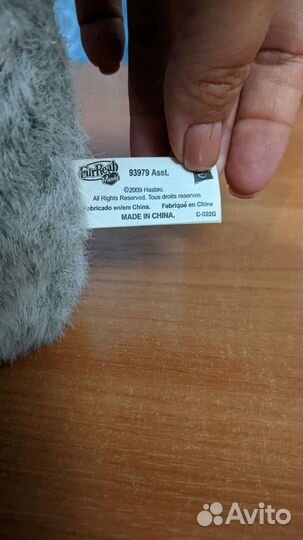 FurReal
93979 Asst.
©2009 Hasbro.
All Rights Reserved. Tous droits reservés
Fabricado en/em China. Fabriqué en Chine
MADE IN CHINA. C-022G
Avito